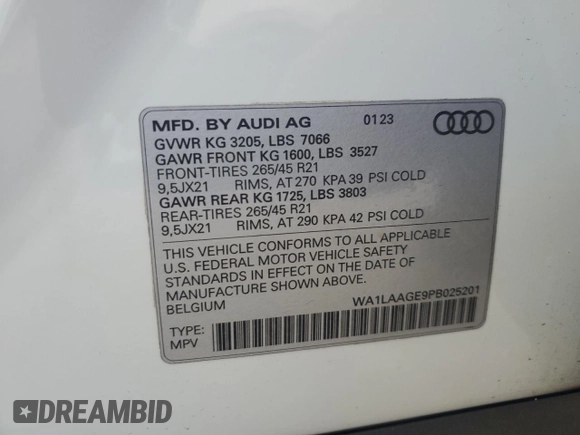 MFD. BY AUDI AG 0123
GVWR KG 3205, LBS 7066
GAWR FRONT KG 1600, LBS 3527
FRONT-TIRES 265/45 R21
9,5JX21 RIMS, AT 270 KPA 39 PSI COLD
GAWR REAR KG 1725, LBS 3803
REAR-TIRES 265/45 R21
9,5JX21 RIMS, AT 290 KPA 42 PSI COLD
THIS VEHICLE CONFORMS TO ALL APPLICABLE
U.S. FEDERAL MOTOR VEHICLE SAFETY
STANDARDS IN EFFECT ON THE DATE OF
MANUFACTURE SHOWN ABOVE.
BELGIUM
WA1LAAGE9PB025201
TYPE:
MPV
DREAMBID